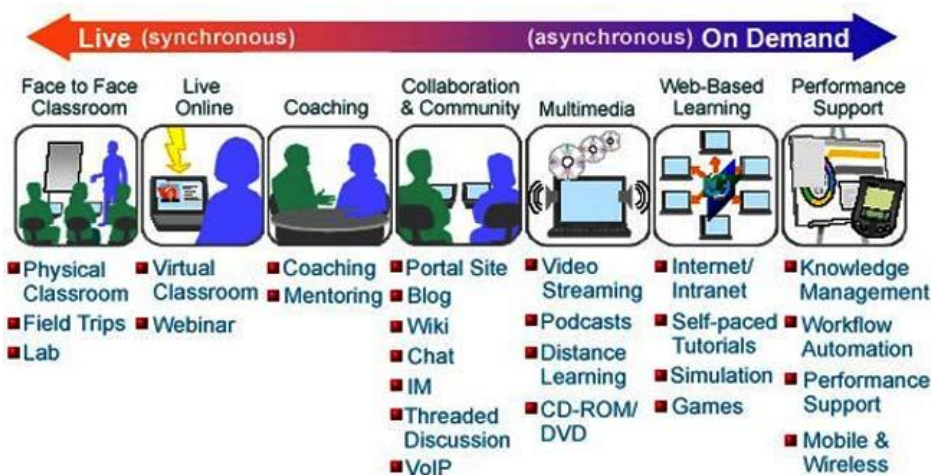 Live (synchronous) (asynchronous) On Demand
Face to Face
Classroom
Live
Online
Coaching
Collaboration
& Community
Multimedia
Web-Based
Learning
Performance
Support
Physical
Classroom
Field Trips
Lab
Virtual
Classroom
Webinar
Coaching
Mentoring
Portal Site
Blog
Wiki
Chat
IM
Threaded
Discussion
VoIP
Video
Streaming
Podcasts
Distance
Learning
CD-ROM/
DVD
Internet/
Intranet
Self-paced
Tutorials
Simulation
Games
Knowledge
Management
Workflow
Automation
Performance
Support
Mobile &
Wireless